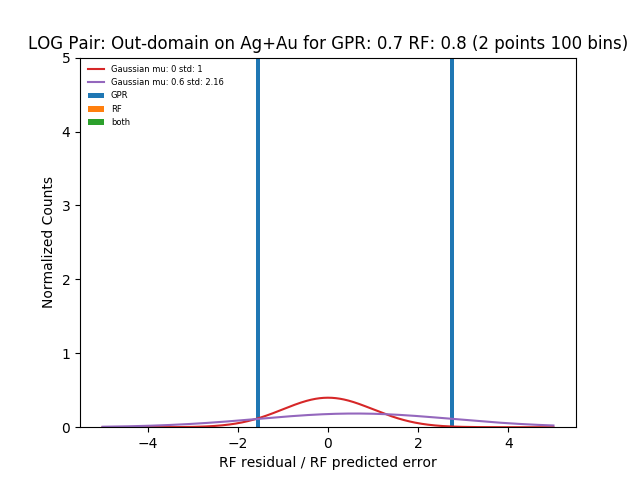 LOG Pair: Out-domain on Ag+Au for GPR: 0.7 RF: 0.8 (2 points 100 bins)
Gaussian mu: 0 std: 1
Gaussian mu: 0.6 std: 2.16
GPR
RF
both
Normalized Counts
5
4
3
2
1
0
−4 −2 0 2 4
RF residual / RF predicted error